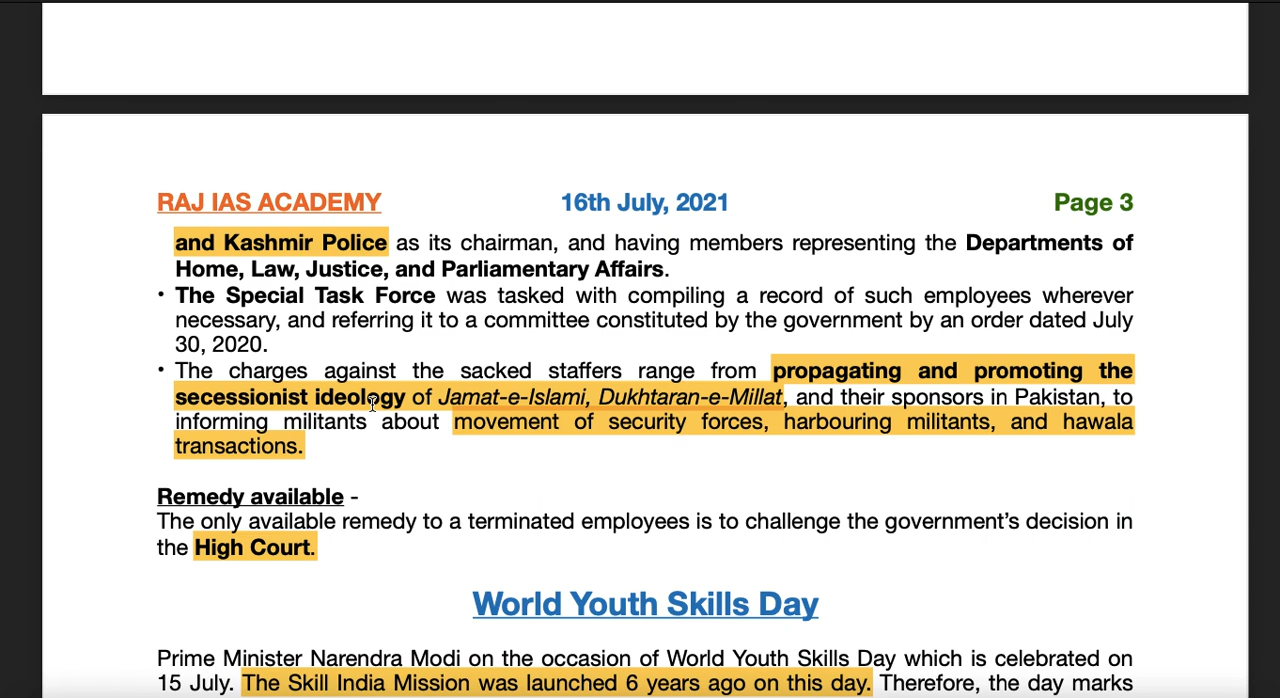 RAJ IAS ACADEMY 16th July, 2021 Page 3
and Kashmir Police as its chairman, and having members representing the Departments of
Home, Law, Justice, and Parliamentary Affairs.
• The Special Task Force was tasked with compiling a record of such employees wherever
necessary, and referring it to a committee constituted by the government by an order dated July
30, 2020.
• The charges against the sacked staffers range from propagating and promoting the
secessionist ideology of Jamat-e-Islami, Dukhtaran-e-Millat, and their sponsors in Pakistan, to
informing militants about movement of security forces, harbouring militants, and hawala
transactions.
Remedy available -
The only available remedy to a terminated employees is to challenge the government’s decision in
the High Court.
World Youth Skills Day
Prime Minister Narendra Modi on the occasion of World Youth Skills Day which is celebrated on
15 July. The Skill India Mission was launched 6 years ago on this day. Therefore, the day marks